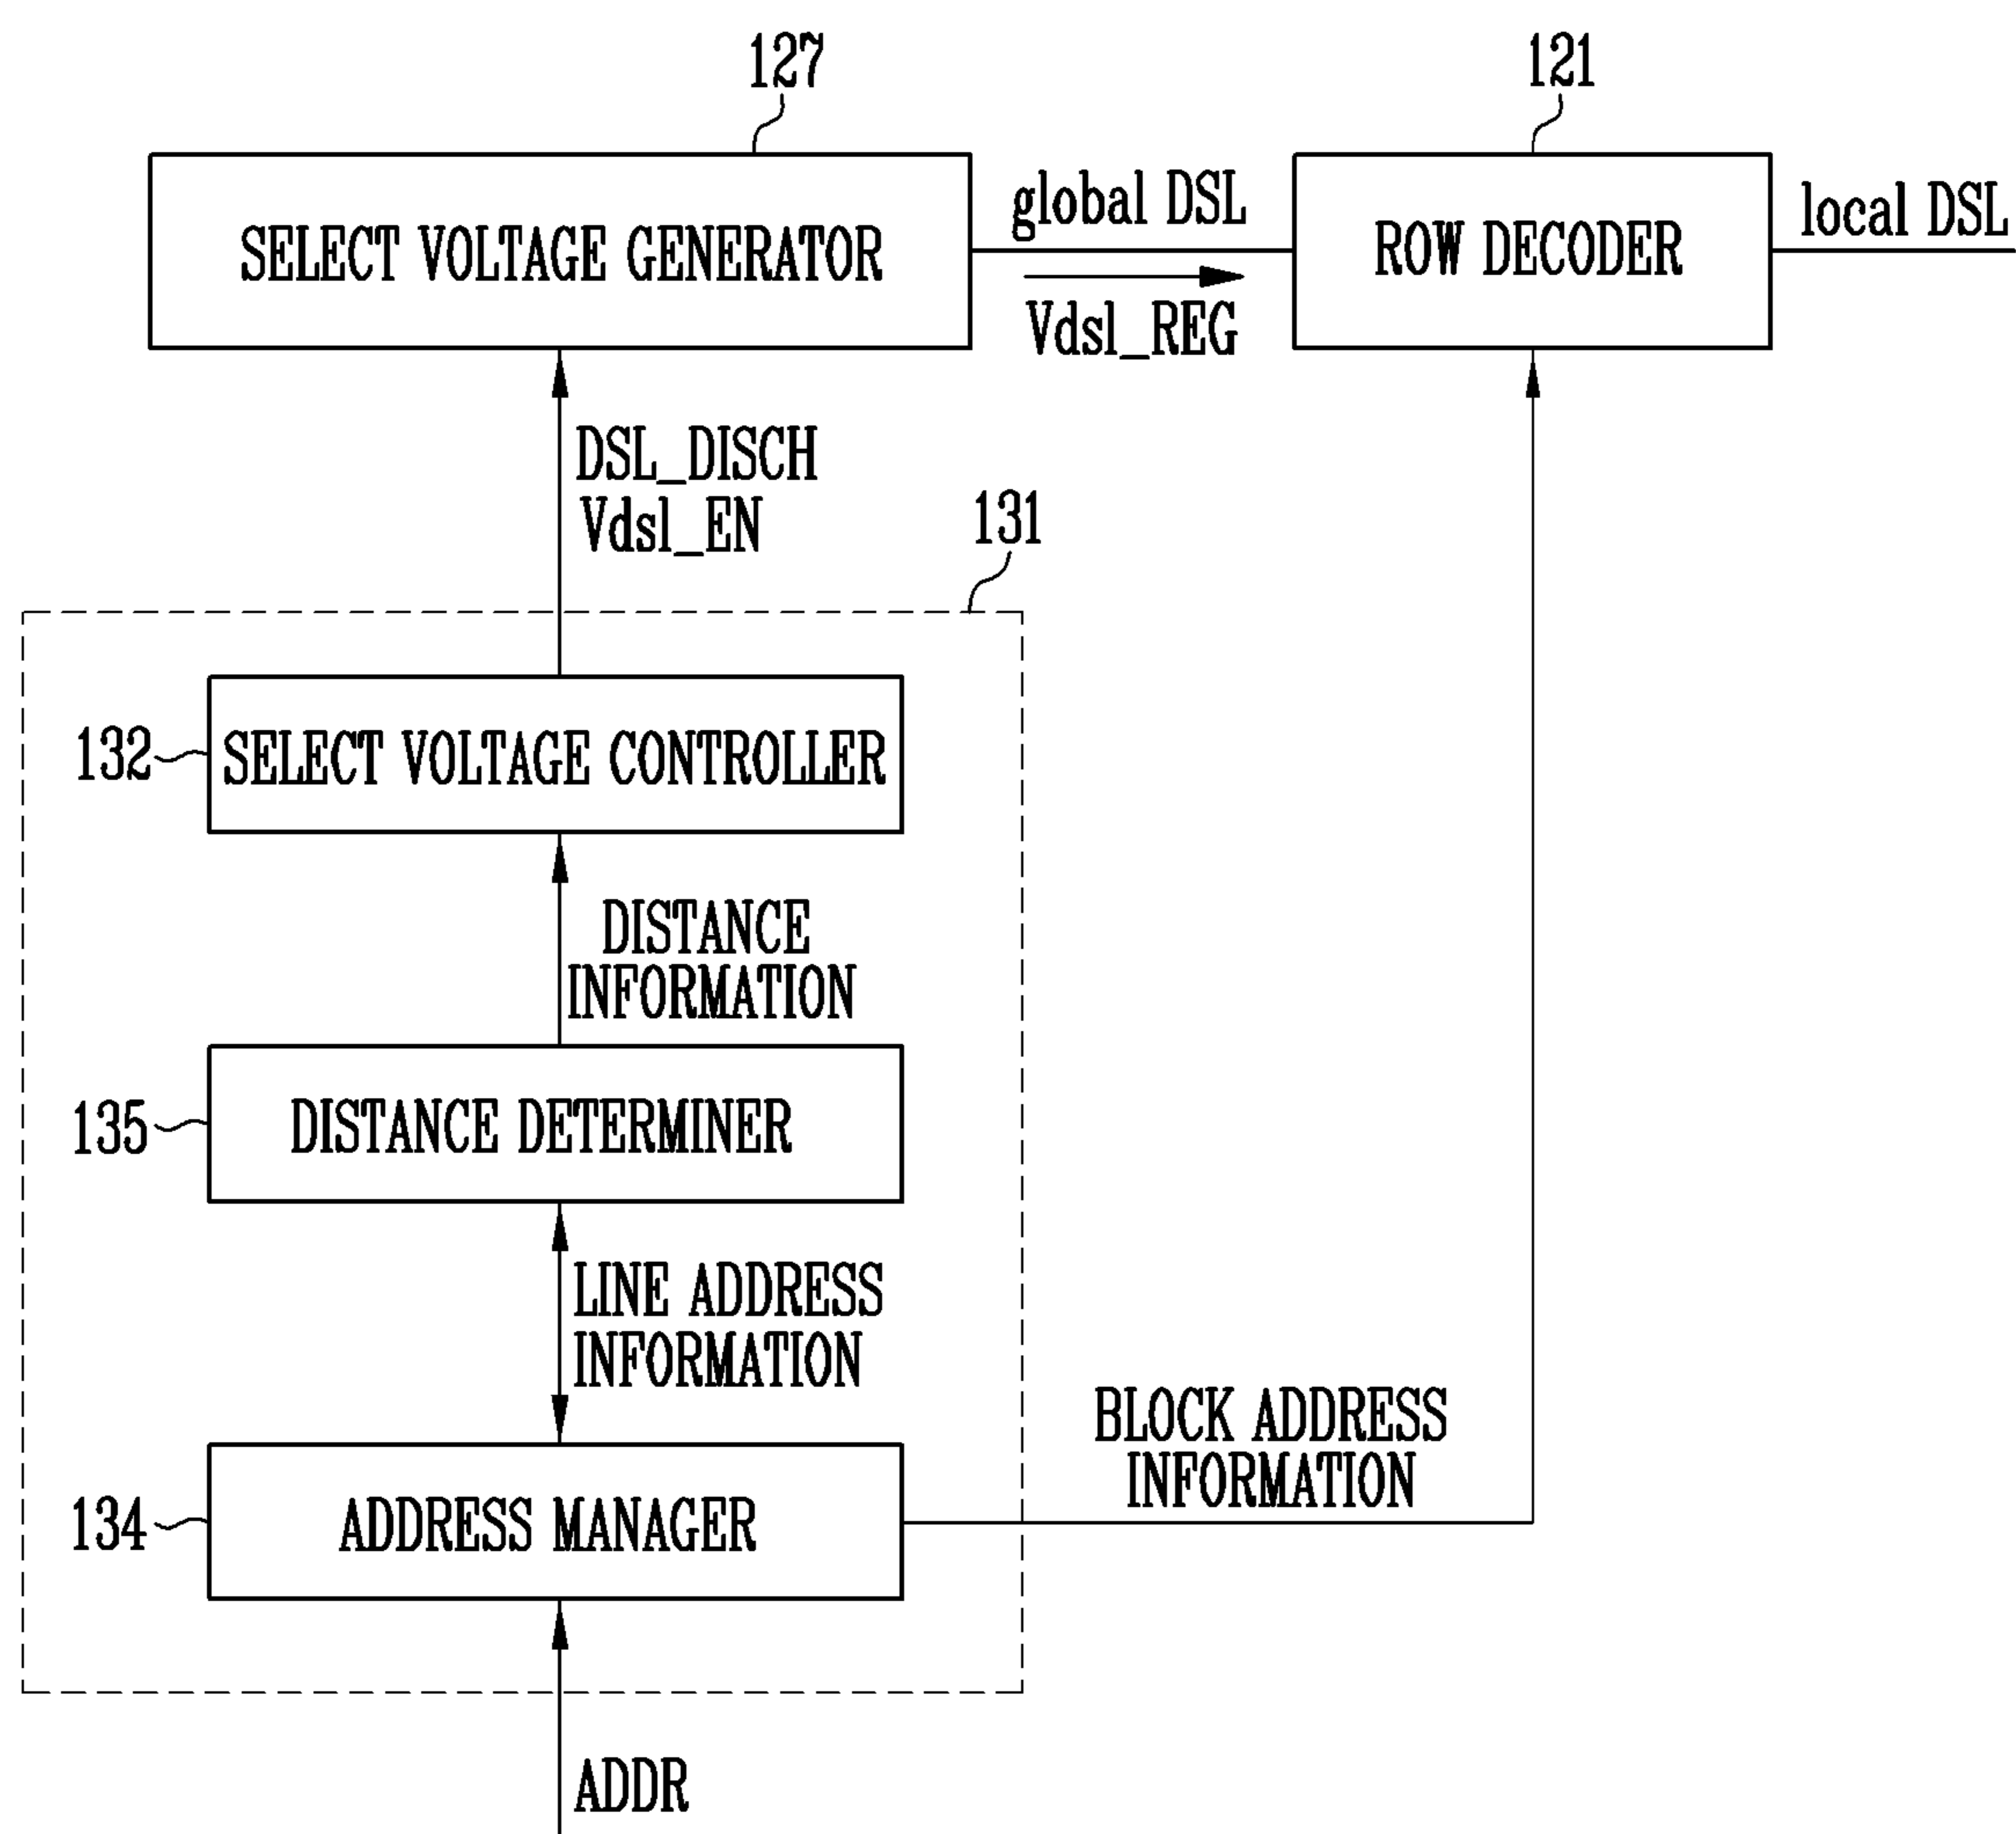 127
121
SELECT VOLTAGE GENERATOR
global DSL
Vdsl_REG
ROW DECODER
local DSL
DSL_DISCH
Vdsl_EN
131
132
SELECT VOLTAGE CONTROLLER
DISTANCE
INFORMATION
135
DISTANCE DETERMINER
LINE ADDRESS
INFORMATION
BLOCK ADDRESS
INFORMATION
134
ADDRESS MANAGER
ADDR